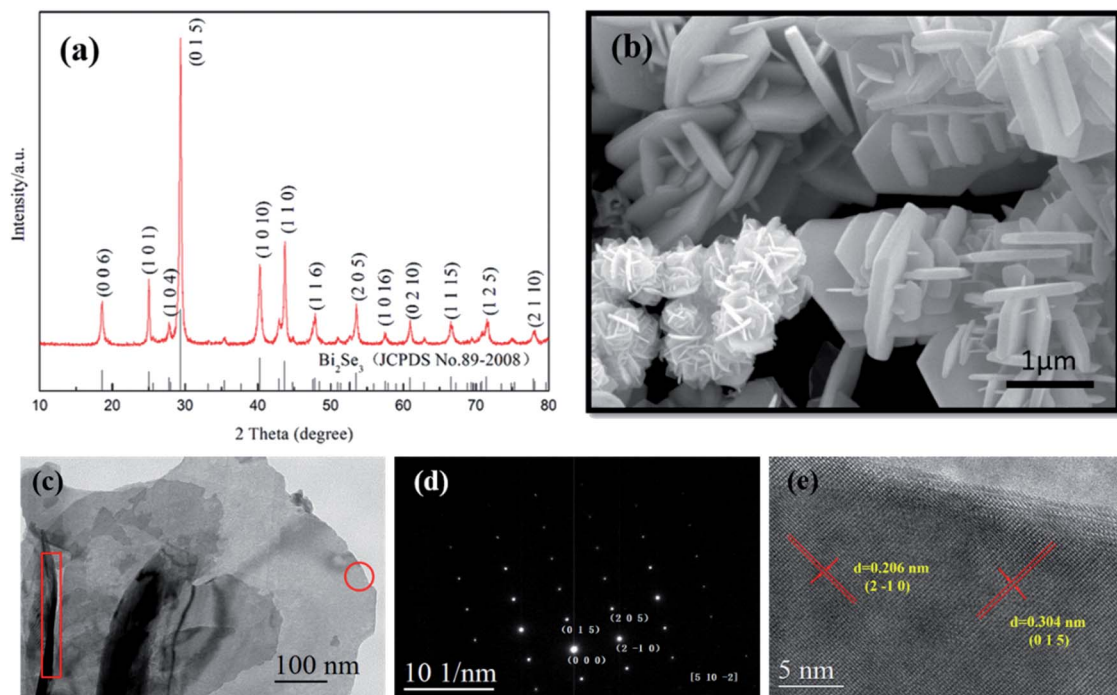 (a)
Intensity/a.u.
(0 0 6)
(1 0 1)
(1 0 4)
(0 1 5)
(1 0 10)
(1 1 0)
(1 1 6)
(2 0 5)
(1 0 16)
(0 2 10)
(1 1 15)
(1 2 5)
(2 1 10)
Bi₂Se₃（JCPDS No.89-2008）
10 20 30 40 50 60 70 80
2 Theta (degree)
(b)
1μm
(c)
100 nm
(d)
(0 1 5)
(2 0 5)
(2 -1 0)
(0 0 0)
10 1/nm
[5 10 -2]
(e)
d=0.206 nm
(2 -1 0)
d=0.304 nm
(0 1 5)
5 nm